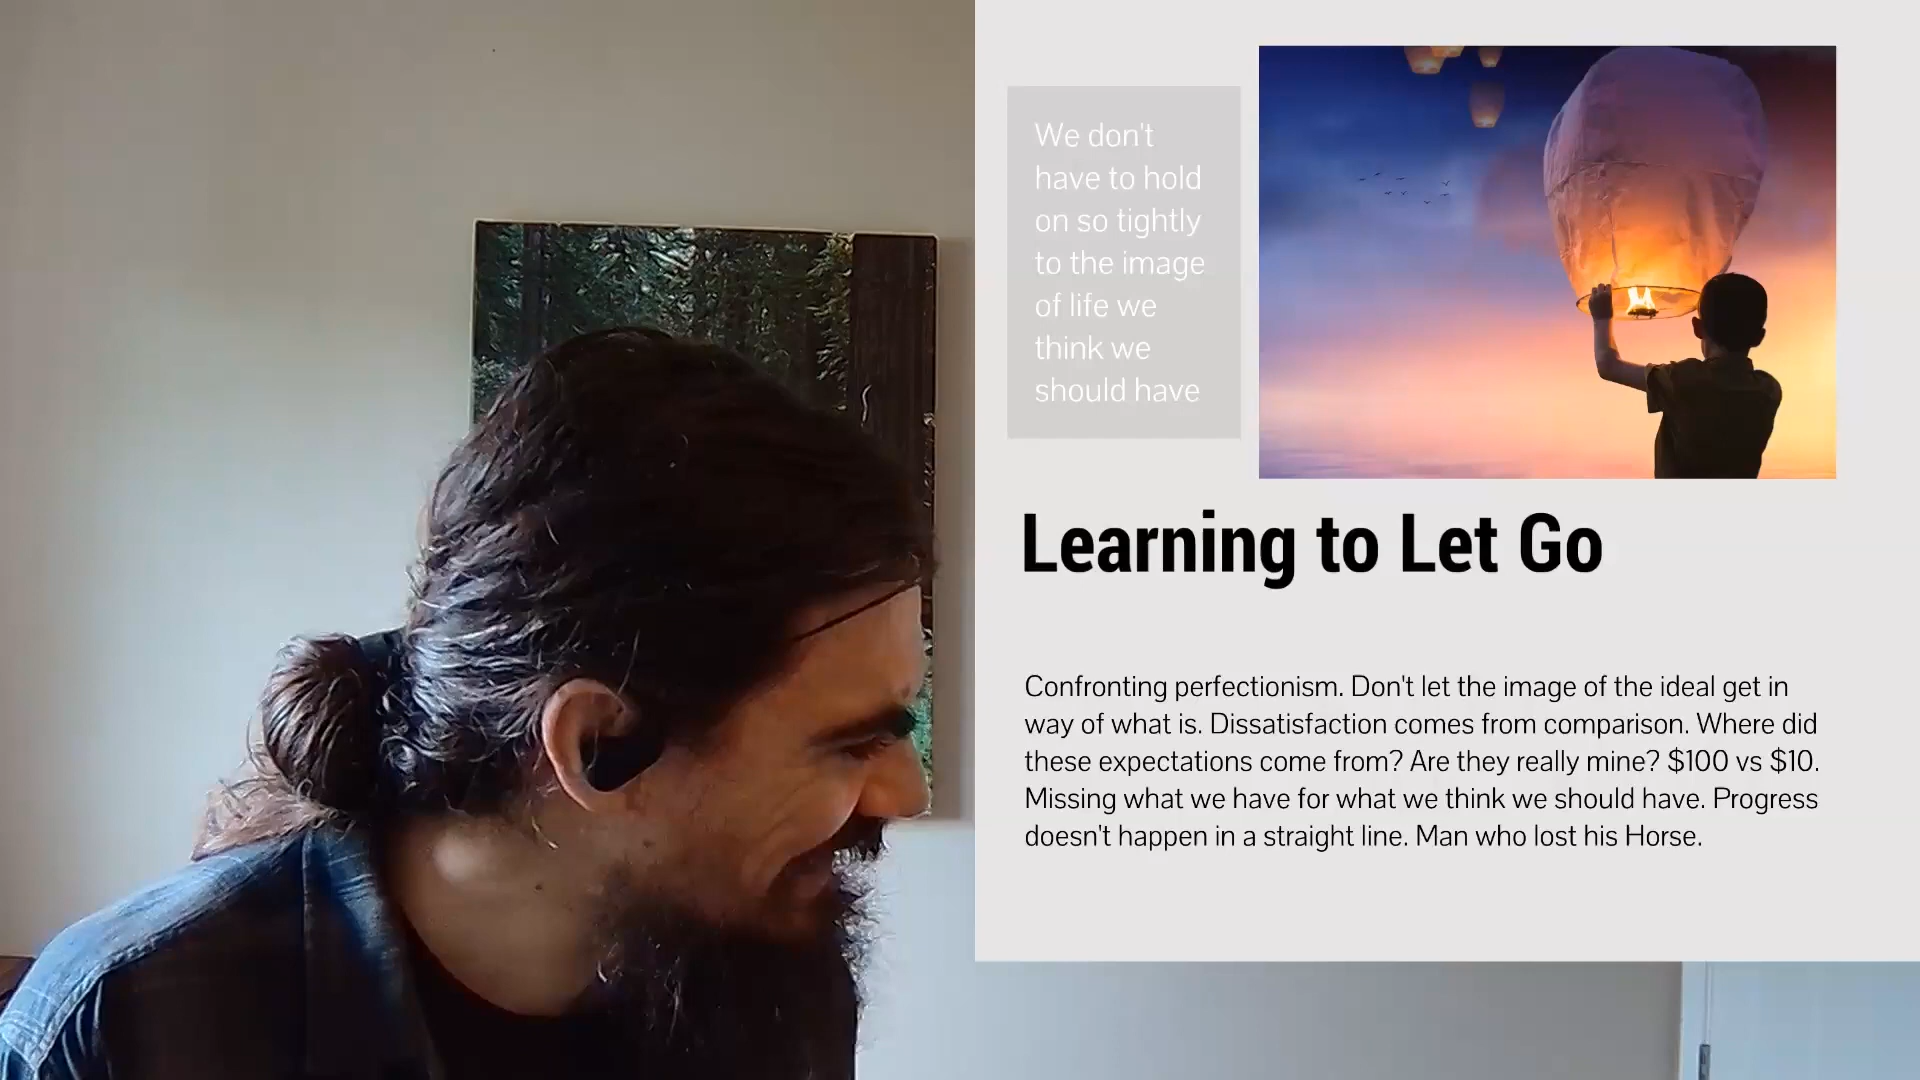 We don't
have to hold
on so tightly
to the image
of life we
think we
should have
Learning to Let Go
Confronting perfectionism. Don't let the image of the ideal get in
way of what is. Dissatisfaction comes from comparison. Where did
these expectations come from? Are they really mine? $100 vs $10.
Missing what we have for what we think we should have. Progress
doesn't happen in a straight line. Man who lost his Horse.